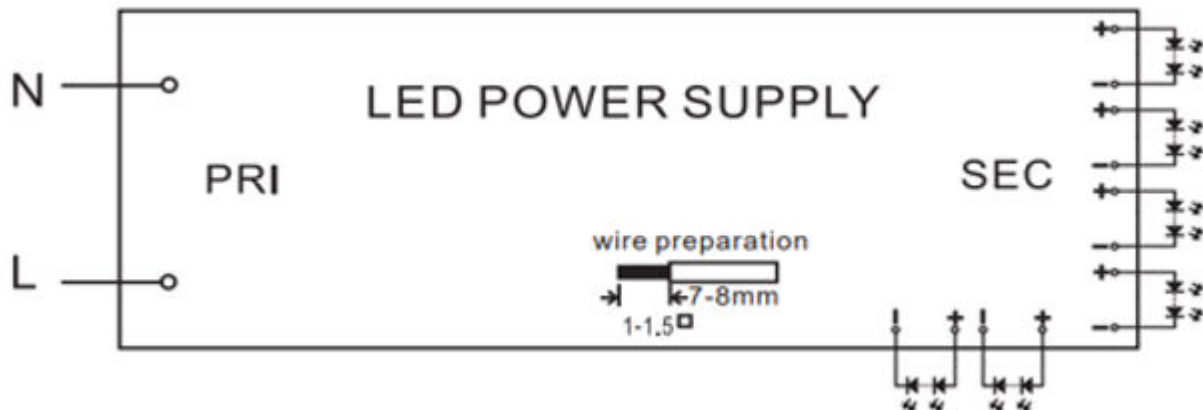 N
LED POWER SUPPLY
PRI
SEC
L
wire preparation
7-8mm
1-1.5□
+
-
+
-
+
-
+
-
- + - +